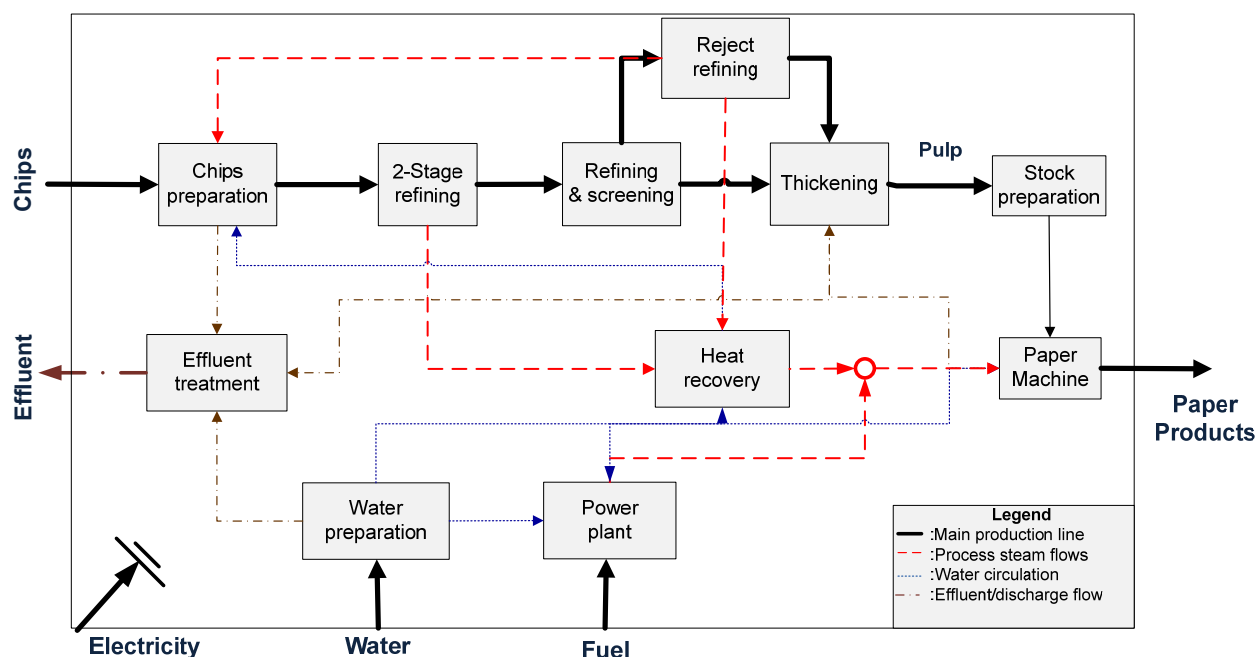 Reject
refining
Chips
Chips
preparation
2-Stage
refining
Refining
& screening
Thickening
Pulp
Stock
preparation
Effluent
Effluent
treatment
Heat
recovery
Paper
Machine
Paper
Products
Water
preparation
Power
plant
Legend
:Main production line
:Process steam flows
:Water circulation
:Effluent/discharge flow
Electricity
Water
Fuel